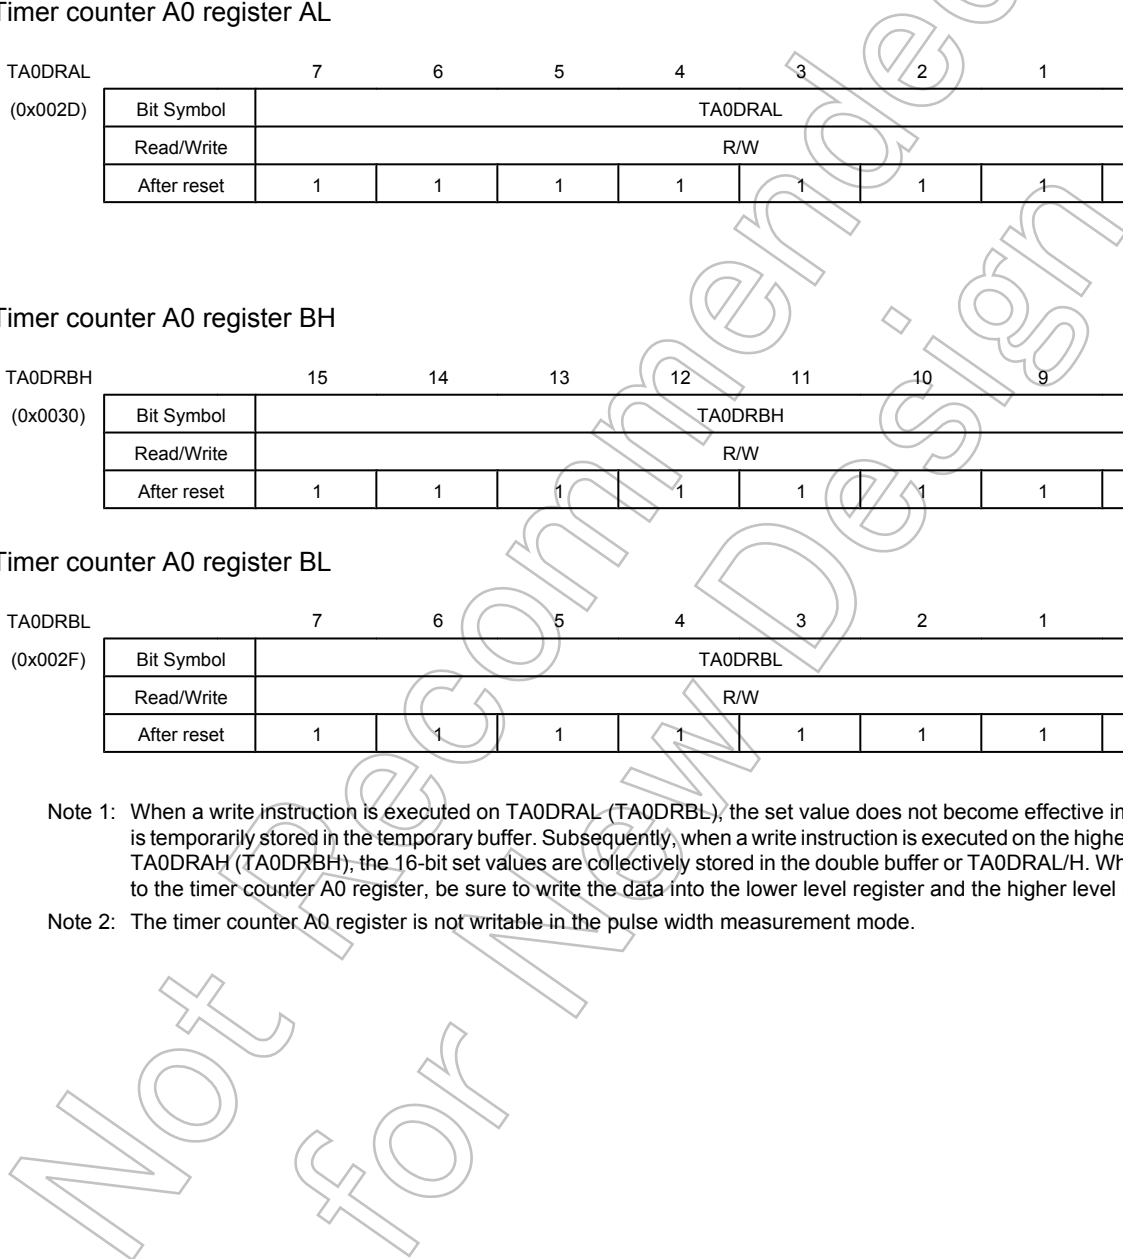 Timer counter A0 register AL
TA0DRAL 7 6 5 4 3 2 1
(0x002D) Bit Symbol TA0DRAL
Read/Write R/W
After reset 1 1 1 1 1 1 1
Timer counter A0 register BH
TA0DRBH 15 14 13 12 11 10 9
(0x0030) Bit Symbol TA0DRBH
Read/Write R/W
After reset 1 1 1 1 1 1 1
Timer counter A0 register BL
TA0DRBL 7 6 5 4 3 2 1
(0x002F) Bit Symbol TA0DRBL
Read/Write R/W
After reset 1 1 1 1 1 1 1
Note 1: When a write instruction is executed on TA0DRAL (TA0DRBL), the set value does not become effective
is temporarily stored in the temporary buffer. Subsequently, when a write instruction is executed on the
TA0DRAH (TA0DRBH), the 16-bit set values are collectively stored in the double buffer or TA0DRAL/H.
to the timer counter A0 register, be sure to write the data into the lower level register and the higher level
Note 2: The timer counter A0 register is not writable in the pulse width measurement mode.
Not Recommended
for New Design